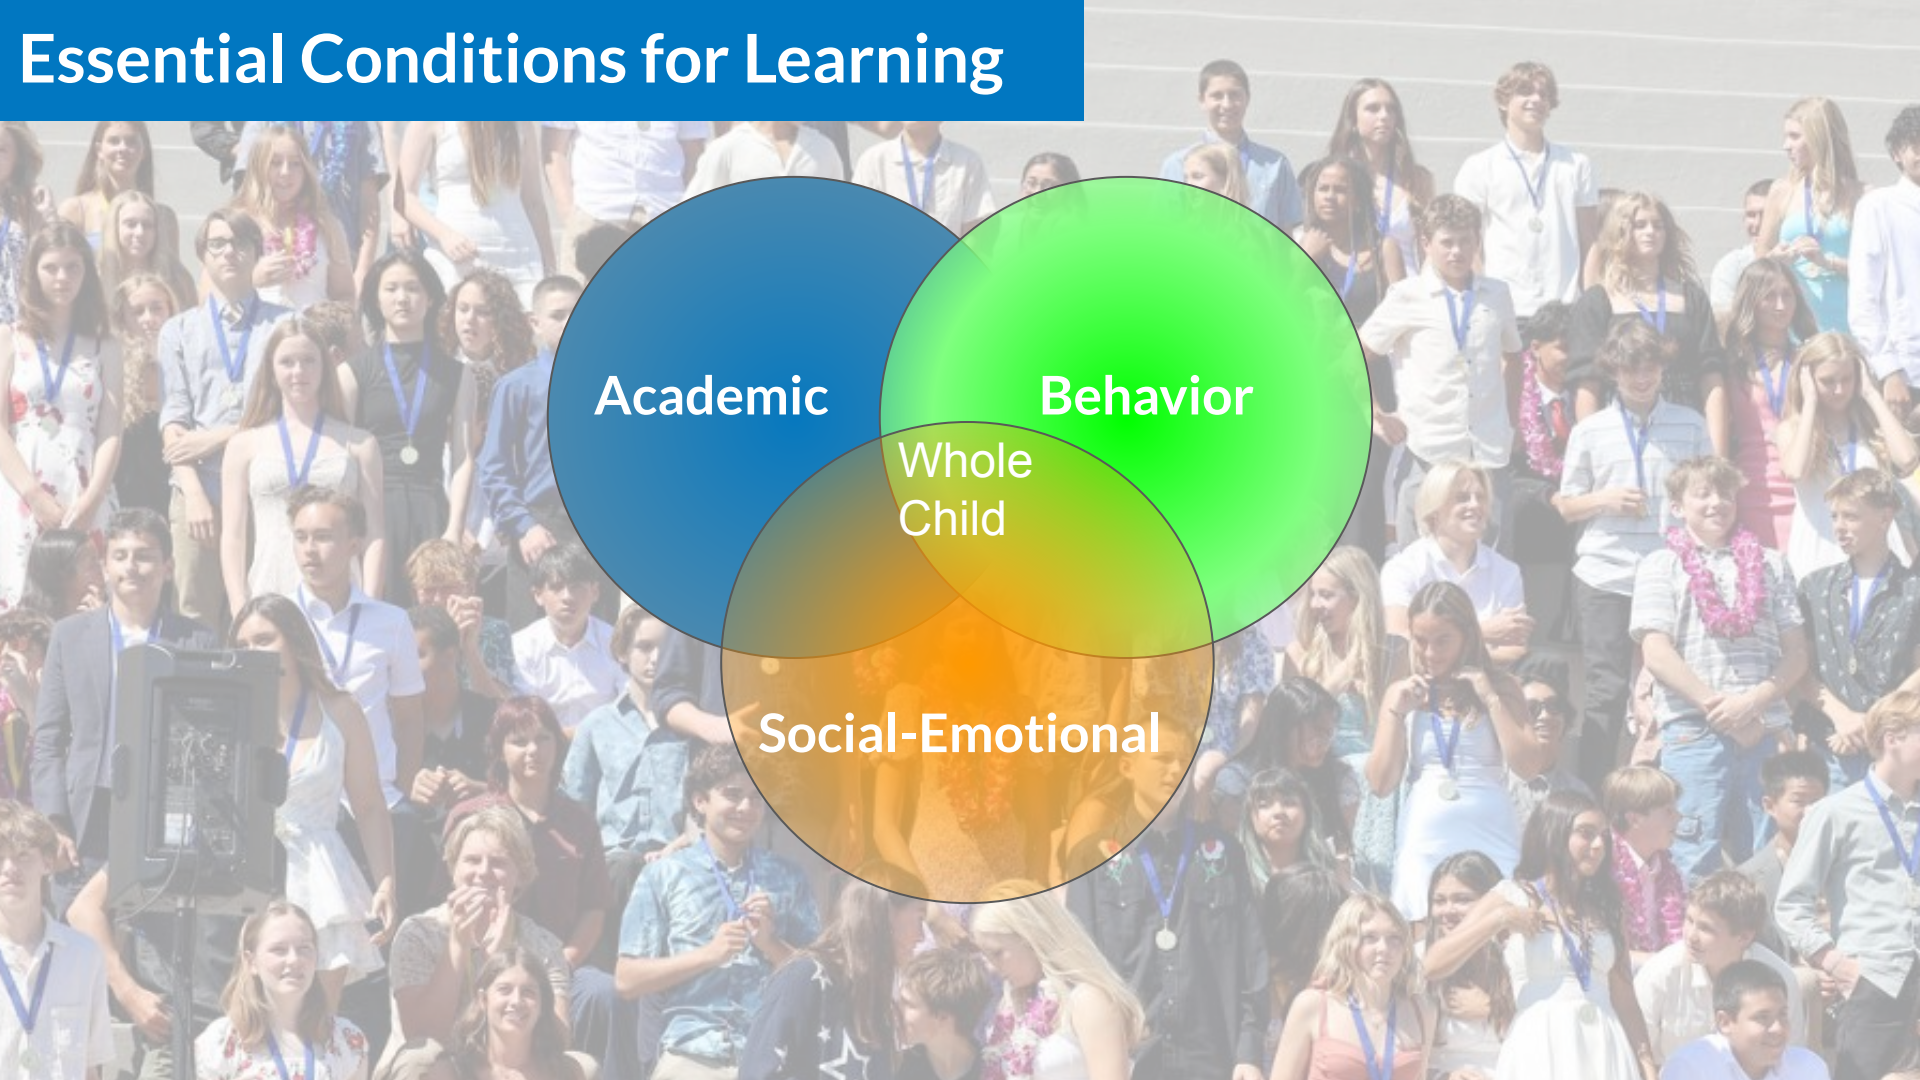 Essential Conditions for Learning
Academic
Behavior
Whole
Child
Social-Emotional